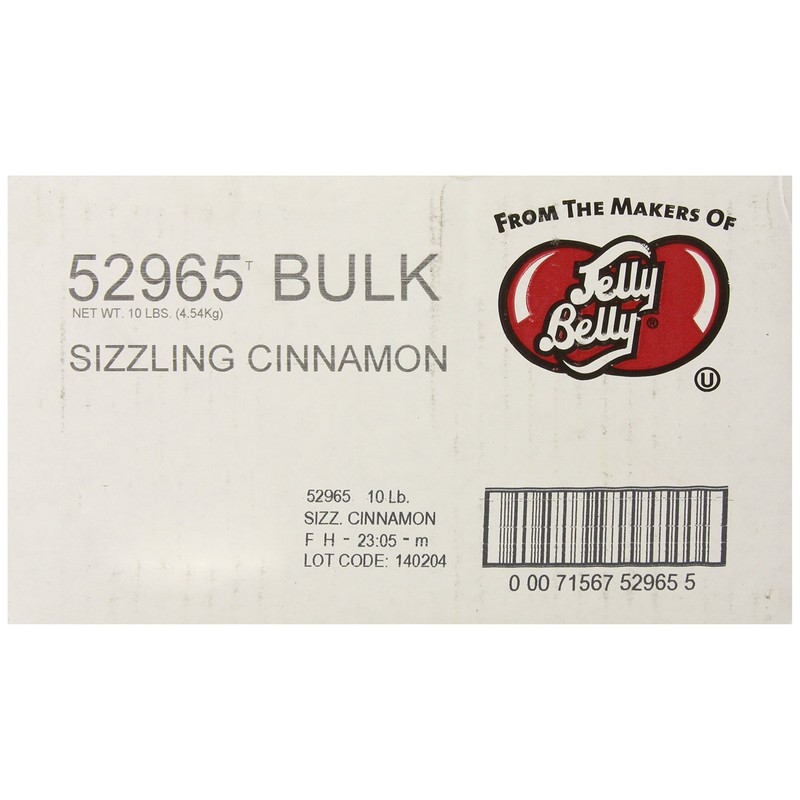 52965 T BULK
NET WT. 10 LBS. (4.54Kg)
SIZZLING CINNAMON
FROM THE MAKERS OF
Jelly
Belly®
U
52965 10 Lb.
SIZZ. CINNAMON
F H - 23:05 - m
LOT CODE: 140204
0 00 71567 52965 5